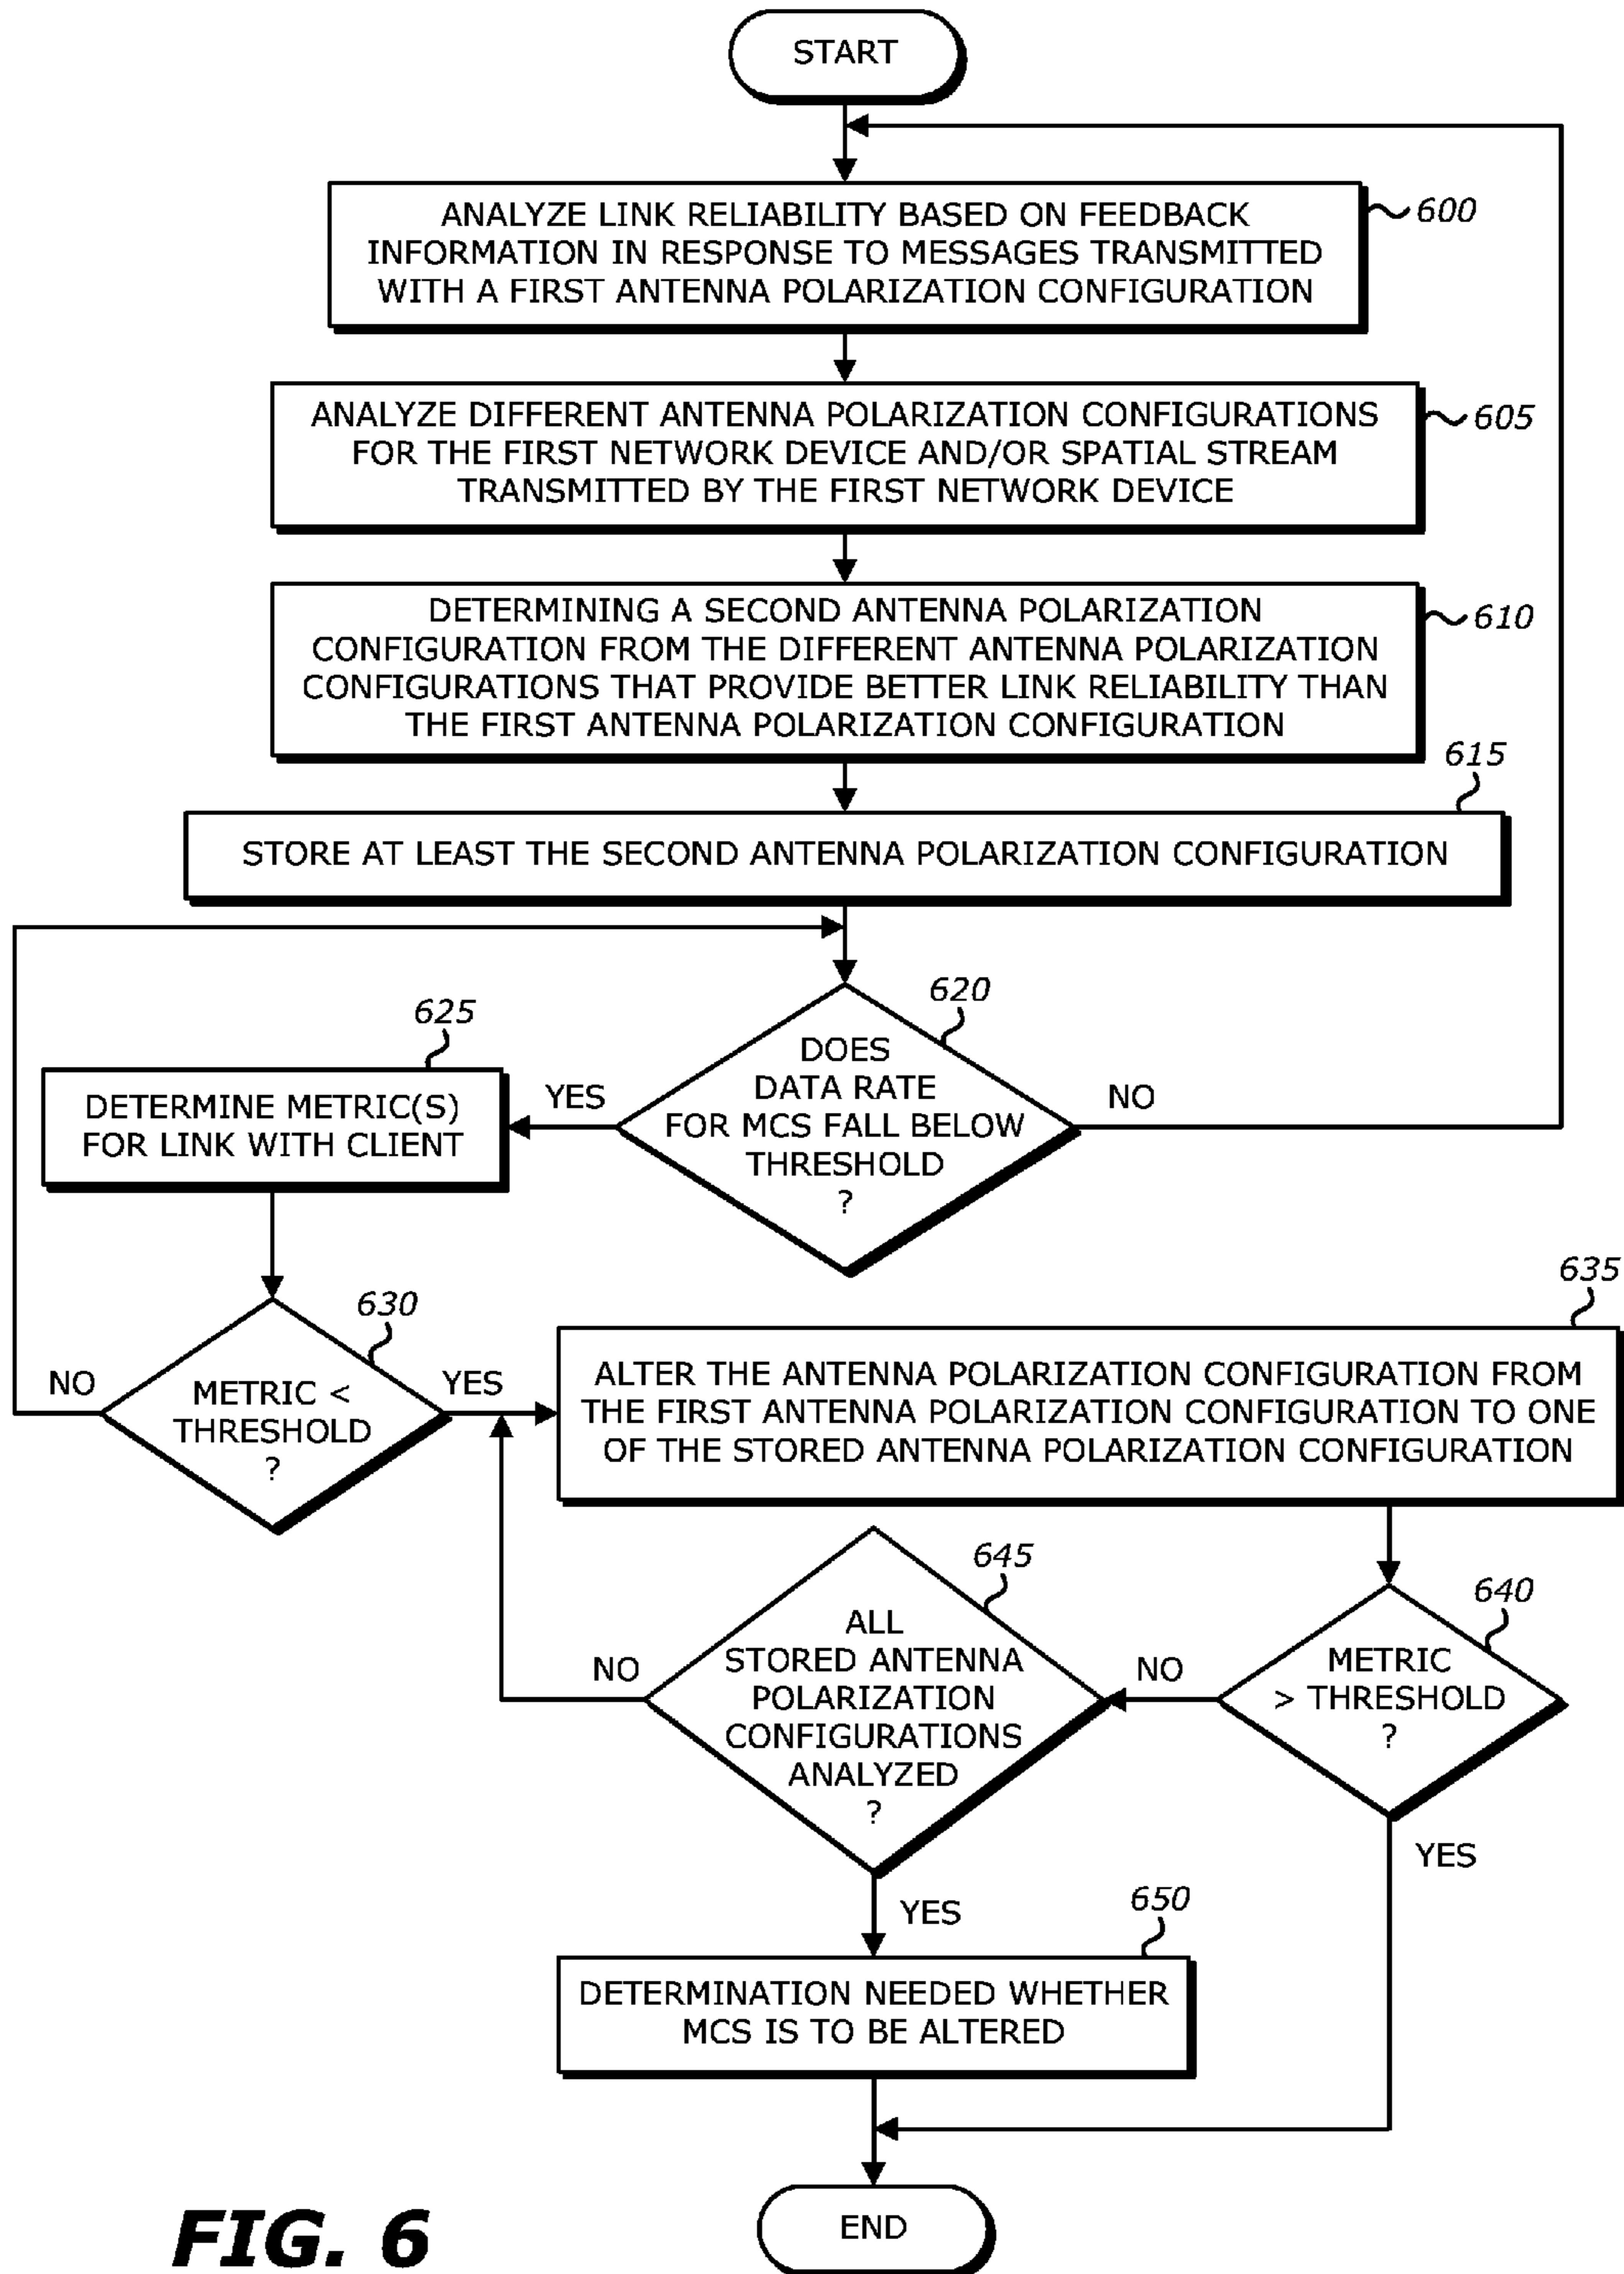 START
ANALYZE LINK RELIABILITY BASED ON FEEDBACK
INFORMATION IN RESPONSE TO MESSAGES TRANSMITTED
WITH A FIRST ANTENNA POLARIZATION CONFIGURATION
600
ANALYZE DIFFERENT ANTENNA POLARIZATION CONFIGURATIONS
FOR THE FIRST NETWORK DEVICE AND/OR SPATIAL STREAM
TRANSMITTED BY THE FIRST NETWORK DEVICE
605
DETERMINING A SECOND ANTENNA POLARIZATION
CONFIGURATION FROM THE DIFFERENT ANTENNA POLARIZATION
CONFIGURATIONS THAT PROVIDE BETTER LINK RELIABILITY THAN
THE FIRST ANTENNA POLARIZATION CONFIGURATION
610
615
STORE AT LEAST THE SECOND ANTENNA POLARIZATION CONFIGURATION
620
DOES
DATA RATE
FOR MCS FALL BELOW
THRESHOLD
?
YES
NO
625
DETERMINE METRIC(S)
FOR LINK WITH CLIENT
630
METRIC <
THRESHOLD
?
NO
YES
635
ALTER THE ANTENNA POLARIZATION CONFIGURATION FROM
THE FIRST ANTENNA POLARIZATION CONFIGURATION TO ONE
OF THE STORED ANTENNA POLARIZATION CONFIGURATION
640
METRIC
> THRESHOLD
?
NO
YES
645
ALL
STORED ANTENNA
POLARIZATION
CONFIGURATIONS
ANALYZED
?
NO
YES
650
DETERMINATION NEEDED WHETHER
MCS IS TO BE ALTERED
END
FIG. 6